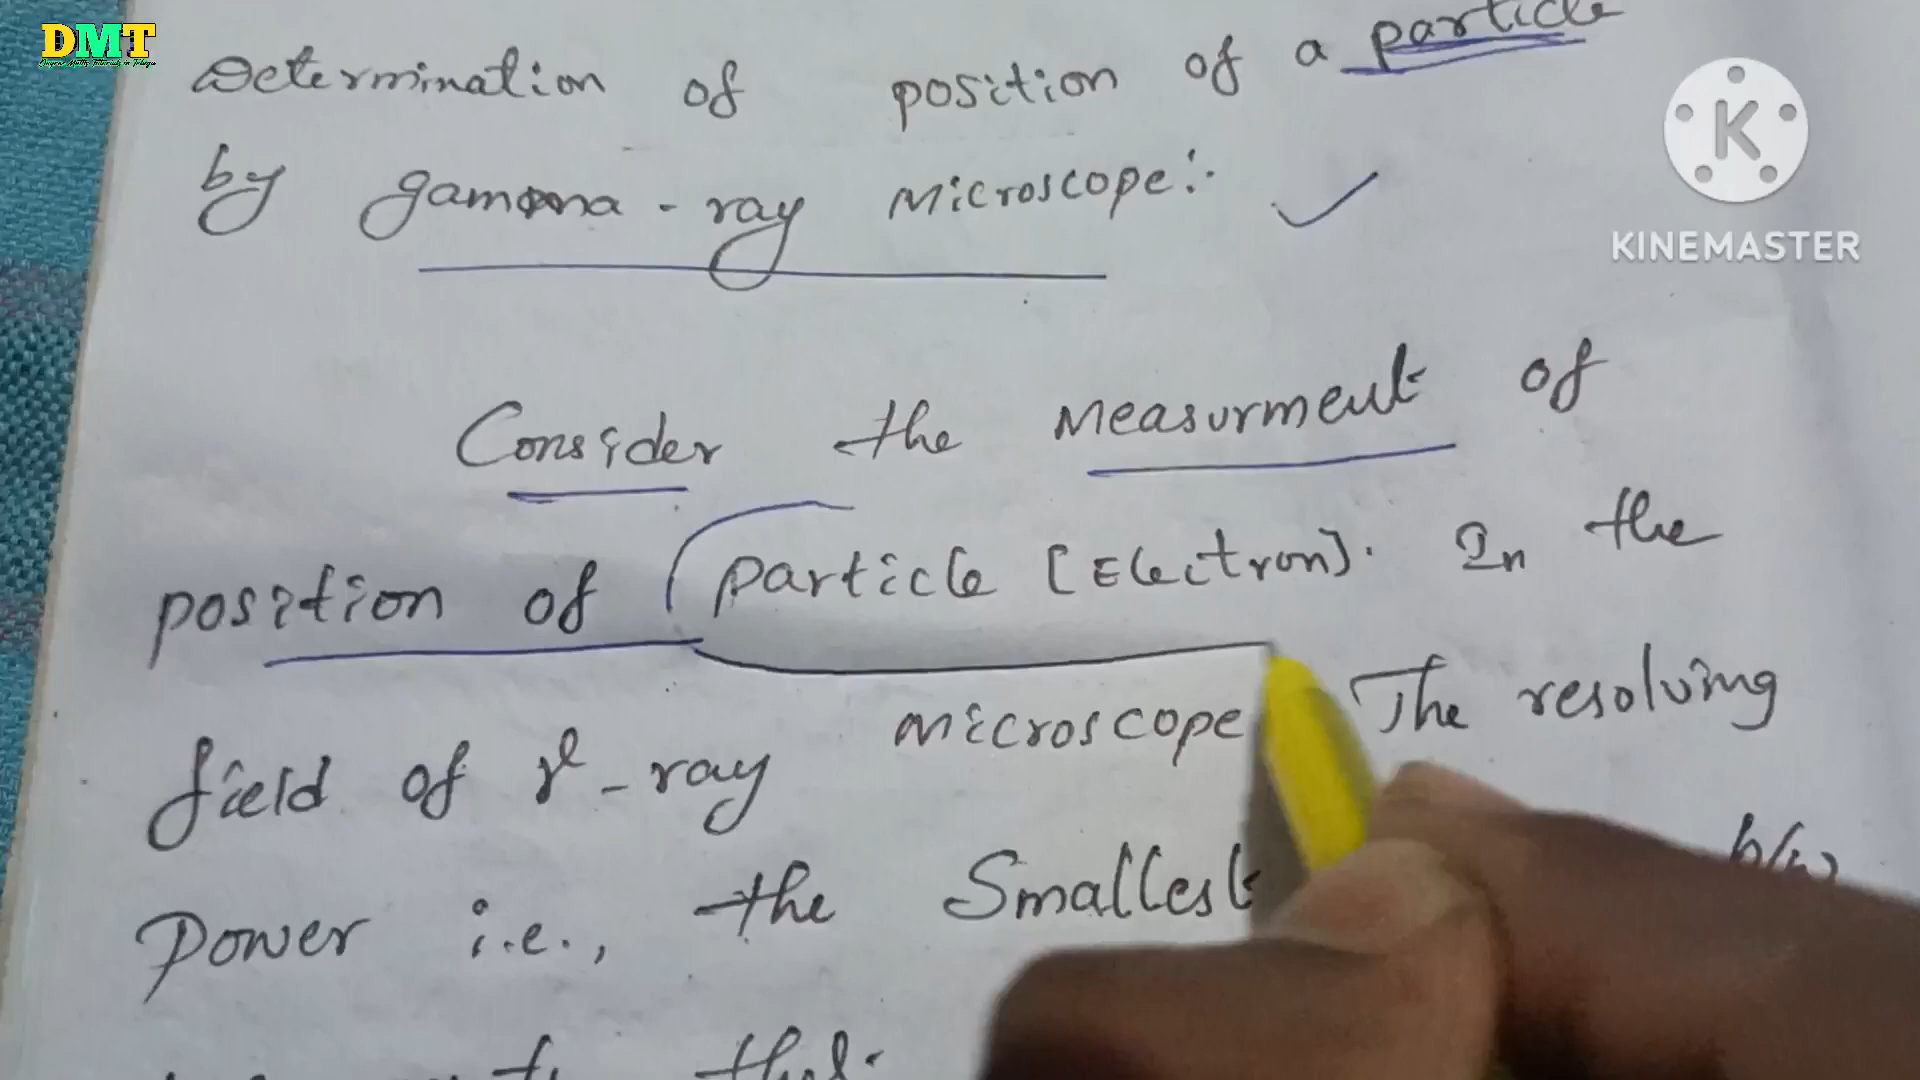 DMT
KINEMASTER
Determination of position of a particle
by gamma-ray microscope:-
Consider the measurment of
position of particle [Electron]. In the
field of γ-ray microscope The resolving
power i.e., the smallest b/w